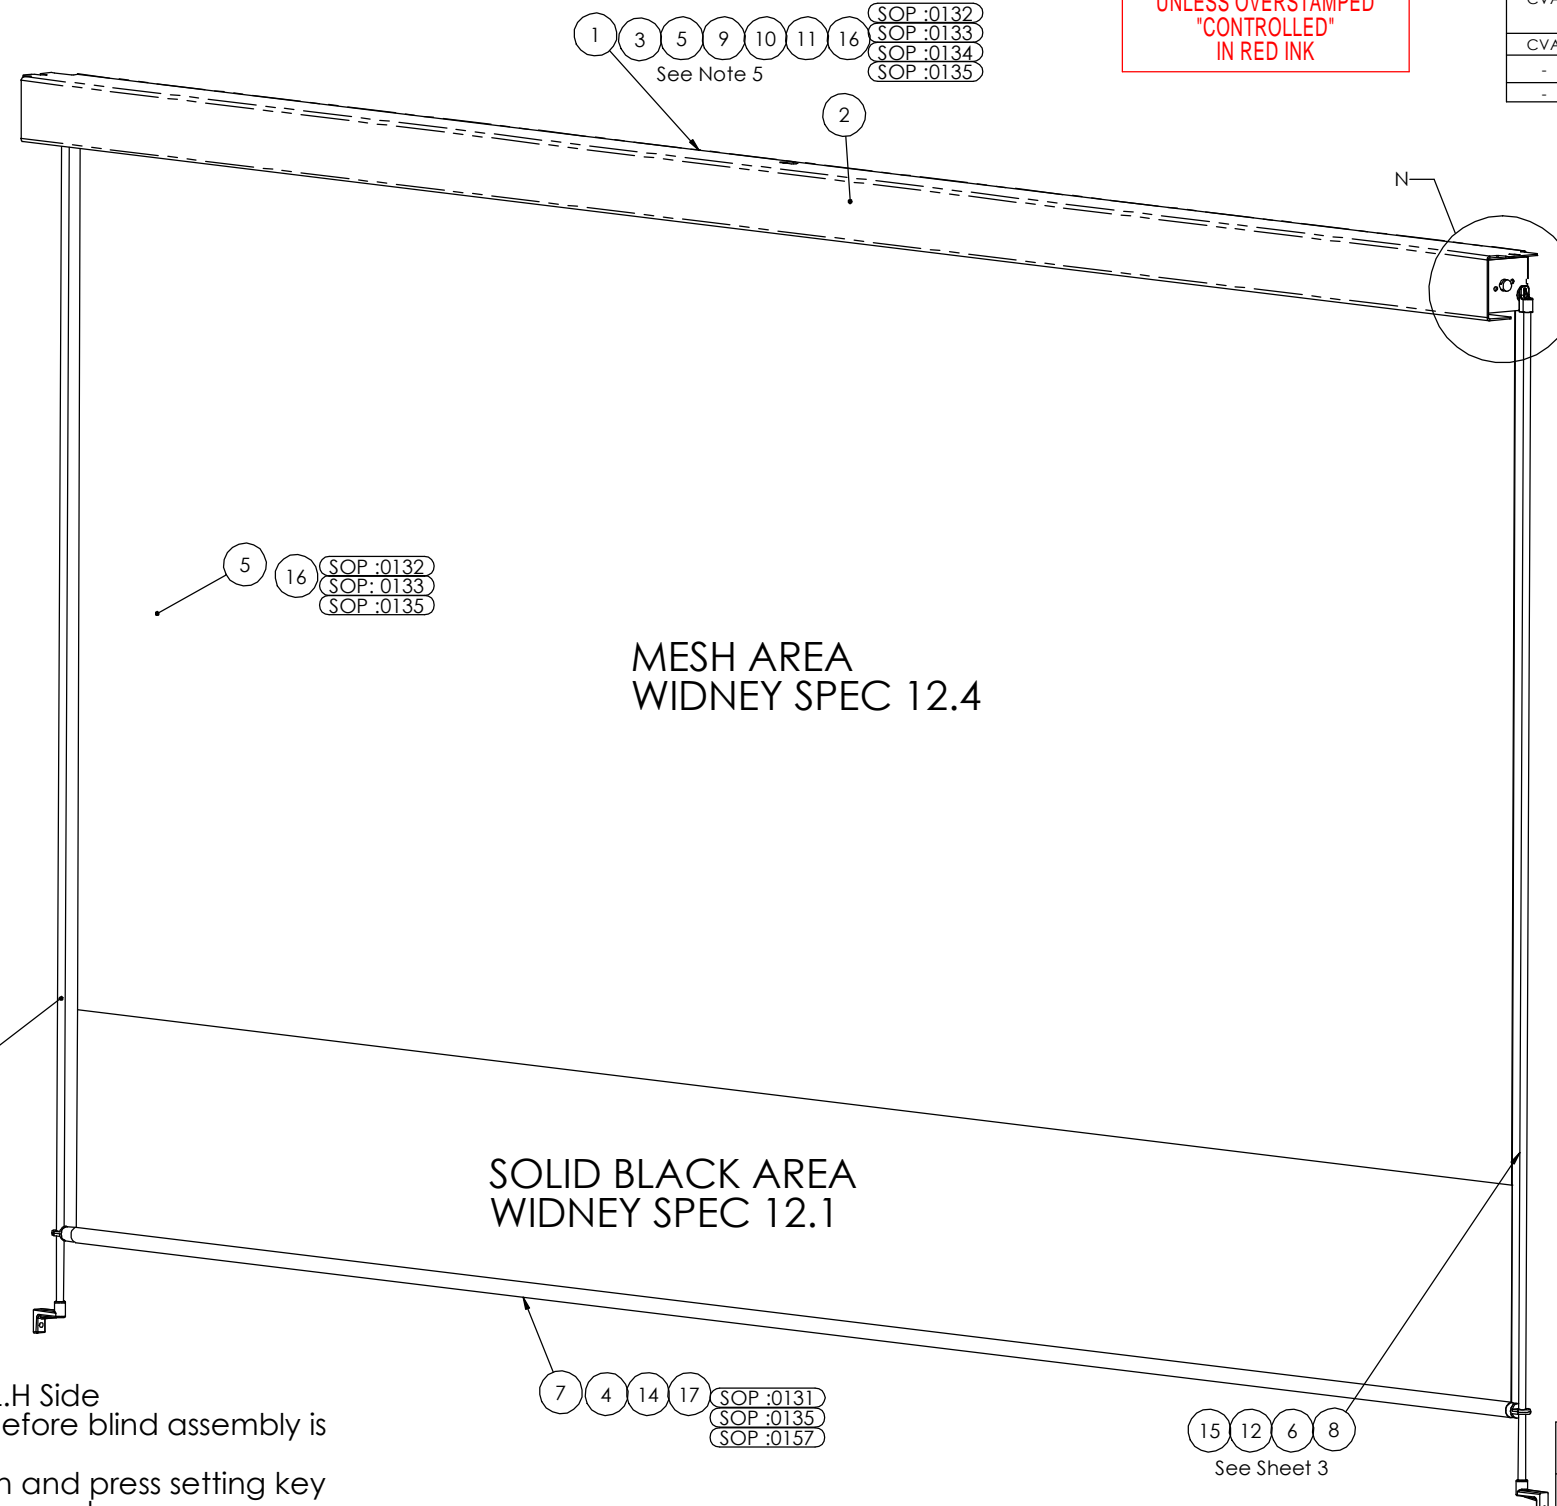 SOP :0132
1 3 5 9 10 11 16 SOP :0133
SOP :0134
See Note 5 SOP :0135
UNLESS OVERSTAMPED
"CONTROLLED"
IN RED INK
CVA
CVA
-
-
2
N
5 16 SOP :0132
SOP: 0133
SOP :0135
MESH AREA
WIDNEY SPEC 12.4
SOLID BLACK AREA
WIDNEY SPEC 12.1
.H Side
efore blind assembly is
and press setting key
7 4 14 17 SOP :0131
SOP :0135
SOP :0157
15 12 6 8
See Sheet 3